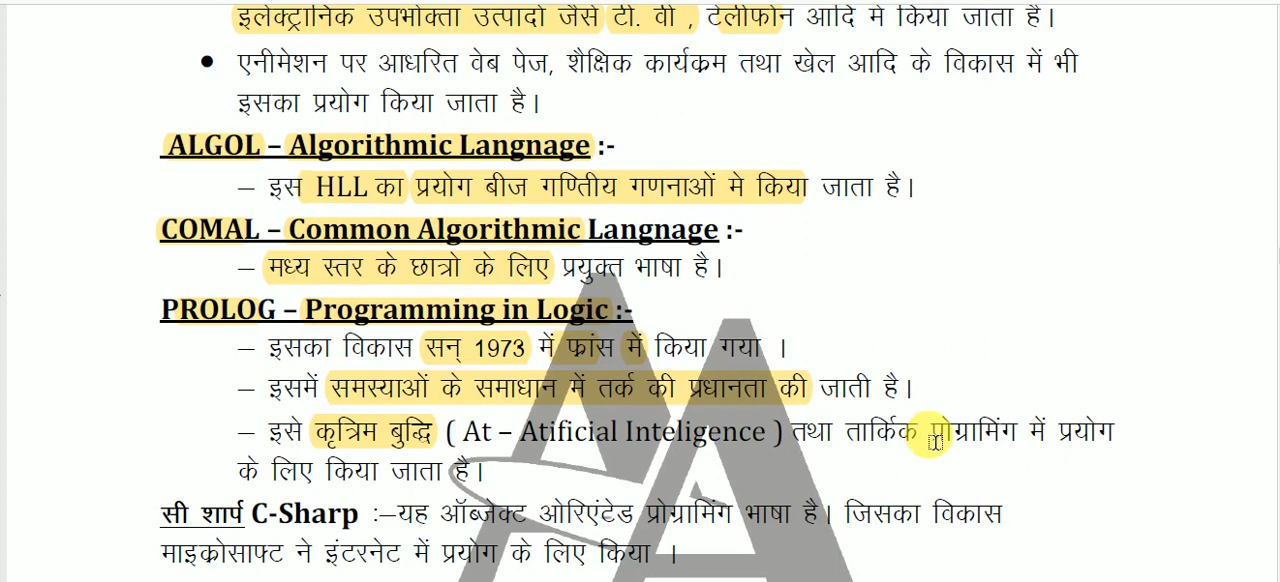 इलेक्ट्रानिक उपभोक्ता उत्पादो जैसे टी. वी , टेलीफोन आदि मे किया जाता है।
• एनीमेशन पर आधरित वेब पेज, शैक्षिक कार्यक्रम तथा खेल आदि के विकास में भी
इसका प्रयोग किया जाता है।
ALGOL – Algorithmic Langnage :-
– इस HLL का प्रयोग बीज गण्तिीय गणनाओं मे किया जाता है।
COMAL – Common Algorithmic Langnage :-
– मध्य स्तर के छात्रो के लिए प्रयुक्त भाषा है।
PROLOG – Programming in Logic :-
– इसका विकास सन् 1973 में फ्रांस में किया गया ।
– इसमें समस्याओं के समाधान में तर्क की प्रधानता की जाती है।
– इसे कृत्रिम बुद्धि ( At – Atificial Inteligence ) तथा तार्किक प्रोग्रामिंग में प्रयोग
के लिए किया जाता है।
सी शार्प C-Sharp :–यह ऑब्जेक्ट ओरिएंटेड प्रोग्रामिंग भाषा है। जिसका विकास
माइक्रोसाफ्ट ने इंटरनेट में प्रयोग के लिए किया ।